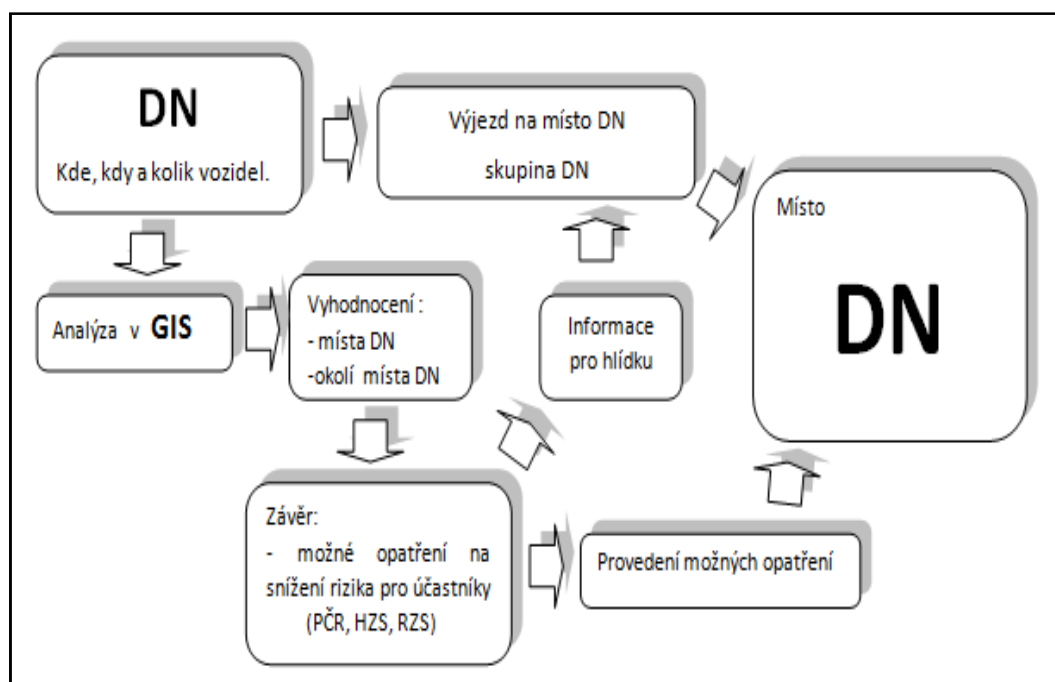 DN
Kde, kdy a kolik vozidel.
Výjezd na místo DN
skupina DN
Místo
DN
Analýza v GIS
Vyhodnocení :
- místa DN
-okolí místa DN
Informace
pro hlídku
Závěr:
- možné opatření na
snížení rizika pro účastníky
(PČR, HZS, RZS)
Provedení možných opatření